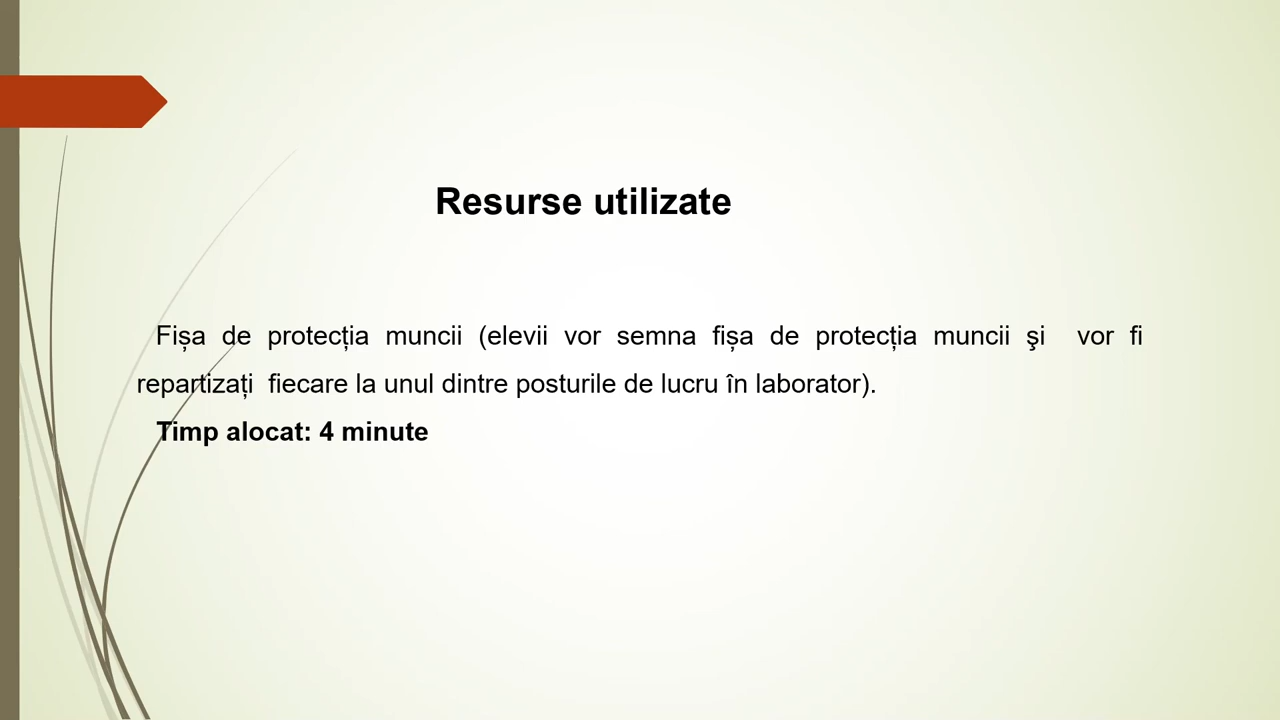 Resurse utilizate
Fișa de protecția muncii (elevii vor semna fișa de protecția muncii şi vor fi
repartizați fiecare la unul dintre posturile de lucru în laborator).
Timp alocat: 4 minute